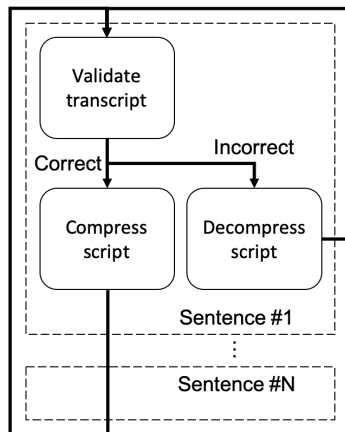 Validate
transcript
Correct
Incorrect
Compress
script
Decompress
script
Sentence #1
⋮
Sentence #N